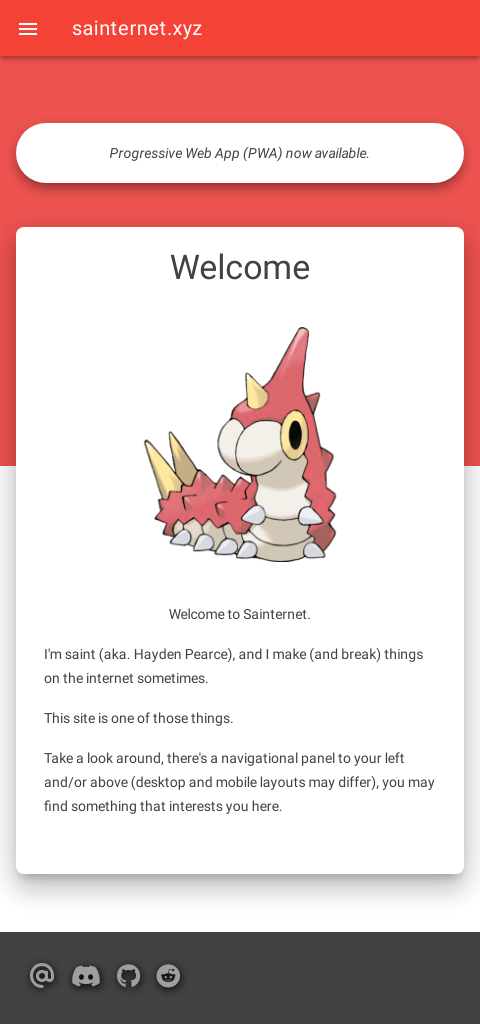 sainternet.xyz
Progressive Web App (PWA) now available.
Welcome
Welcome to Sainternet.
I'm saint (aka. Hayden Pearce), and I make (and break) things
on the internet sometimes.
This site is one of those things.
Take a look around, there's a navigational panel to your left
and/or above (desktop and mobile layouts may differ), you may
find something that interests you here.